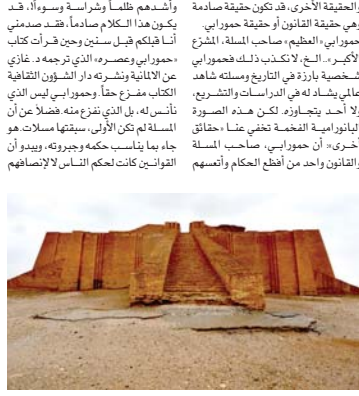 والحقيقة الأخرى، قد تكون حقيقة صادمة
وهي حقيقة القانون أو حقيقة حمورابي.
حمورابي «العظيم» صاحب المسلة، المشرّع
الأكبر».. الخ، لا نكذب ذلك فحمورابي
شخصية بارزة في التاريخ ومسلته شاهد
عالمي يشاد له في الدراسات والتشريع،
ولا أحد يتجاوزه. لكن هذه الصورة
البانورامية الفخمة تخفي عنا «حقائق
أخرى»: أن حمورابي، صاحب المسلة
والقانون واحد من أفظع الحكام وأتعسهم
وأشدهم ظلماً وشراسة وسوءاً، قد
يكون هذا الكلام صادماً، فقد صدمني
أنا قبلكم قبل سنين وحين قرأت كتاب
«حمورابي وعصره» الذي ترجمه د. غازي
عن الالمانية ونشرته دار الشؤون الثقافية
الكتاب مفزع حقاً. وحمورابي ليس الذي
نأنس له، بل الذي نفزع منه. فضلاً عن أن
المسلة لم تكن الأولى، سبقتها مسلات. هو
جاء بما يناسب حكمه وجبروته، ويبدو أن
القوانين كانت لحكم الناس لا لإنصافهم